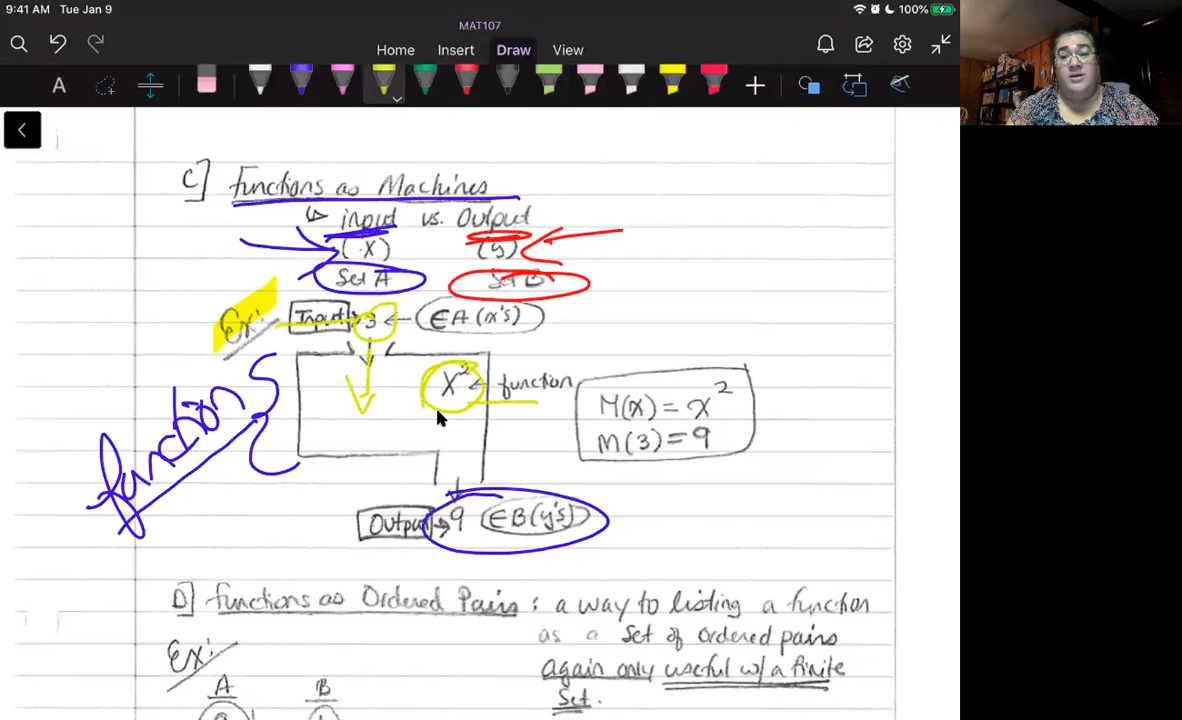 9:41 AM Tue Jan 9
100%
MAT107
Home Insert Draw View
C] Functions as Machines
↳ input vs. Output
(x) (y)
Set A Set B
Ex: Input → 3 ← ∈A (x's)
x² ← function
M(x) = x²
M(3) = 9
functions
Output → 9 ∈B (y's)
D] Functions as Ordered Pairs : a way to listing a function
as a set of ordered pairs
again only useful w/ a finite
set.
Ex:
A B